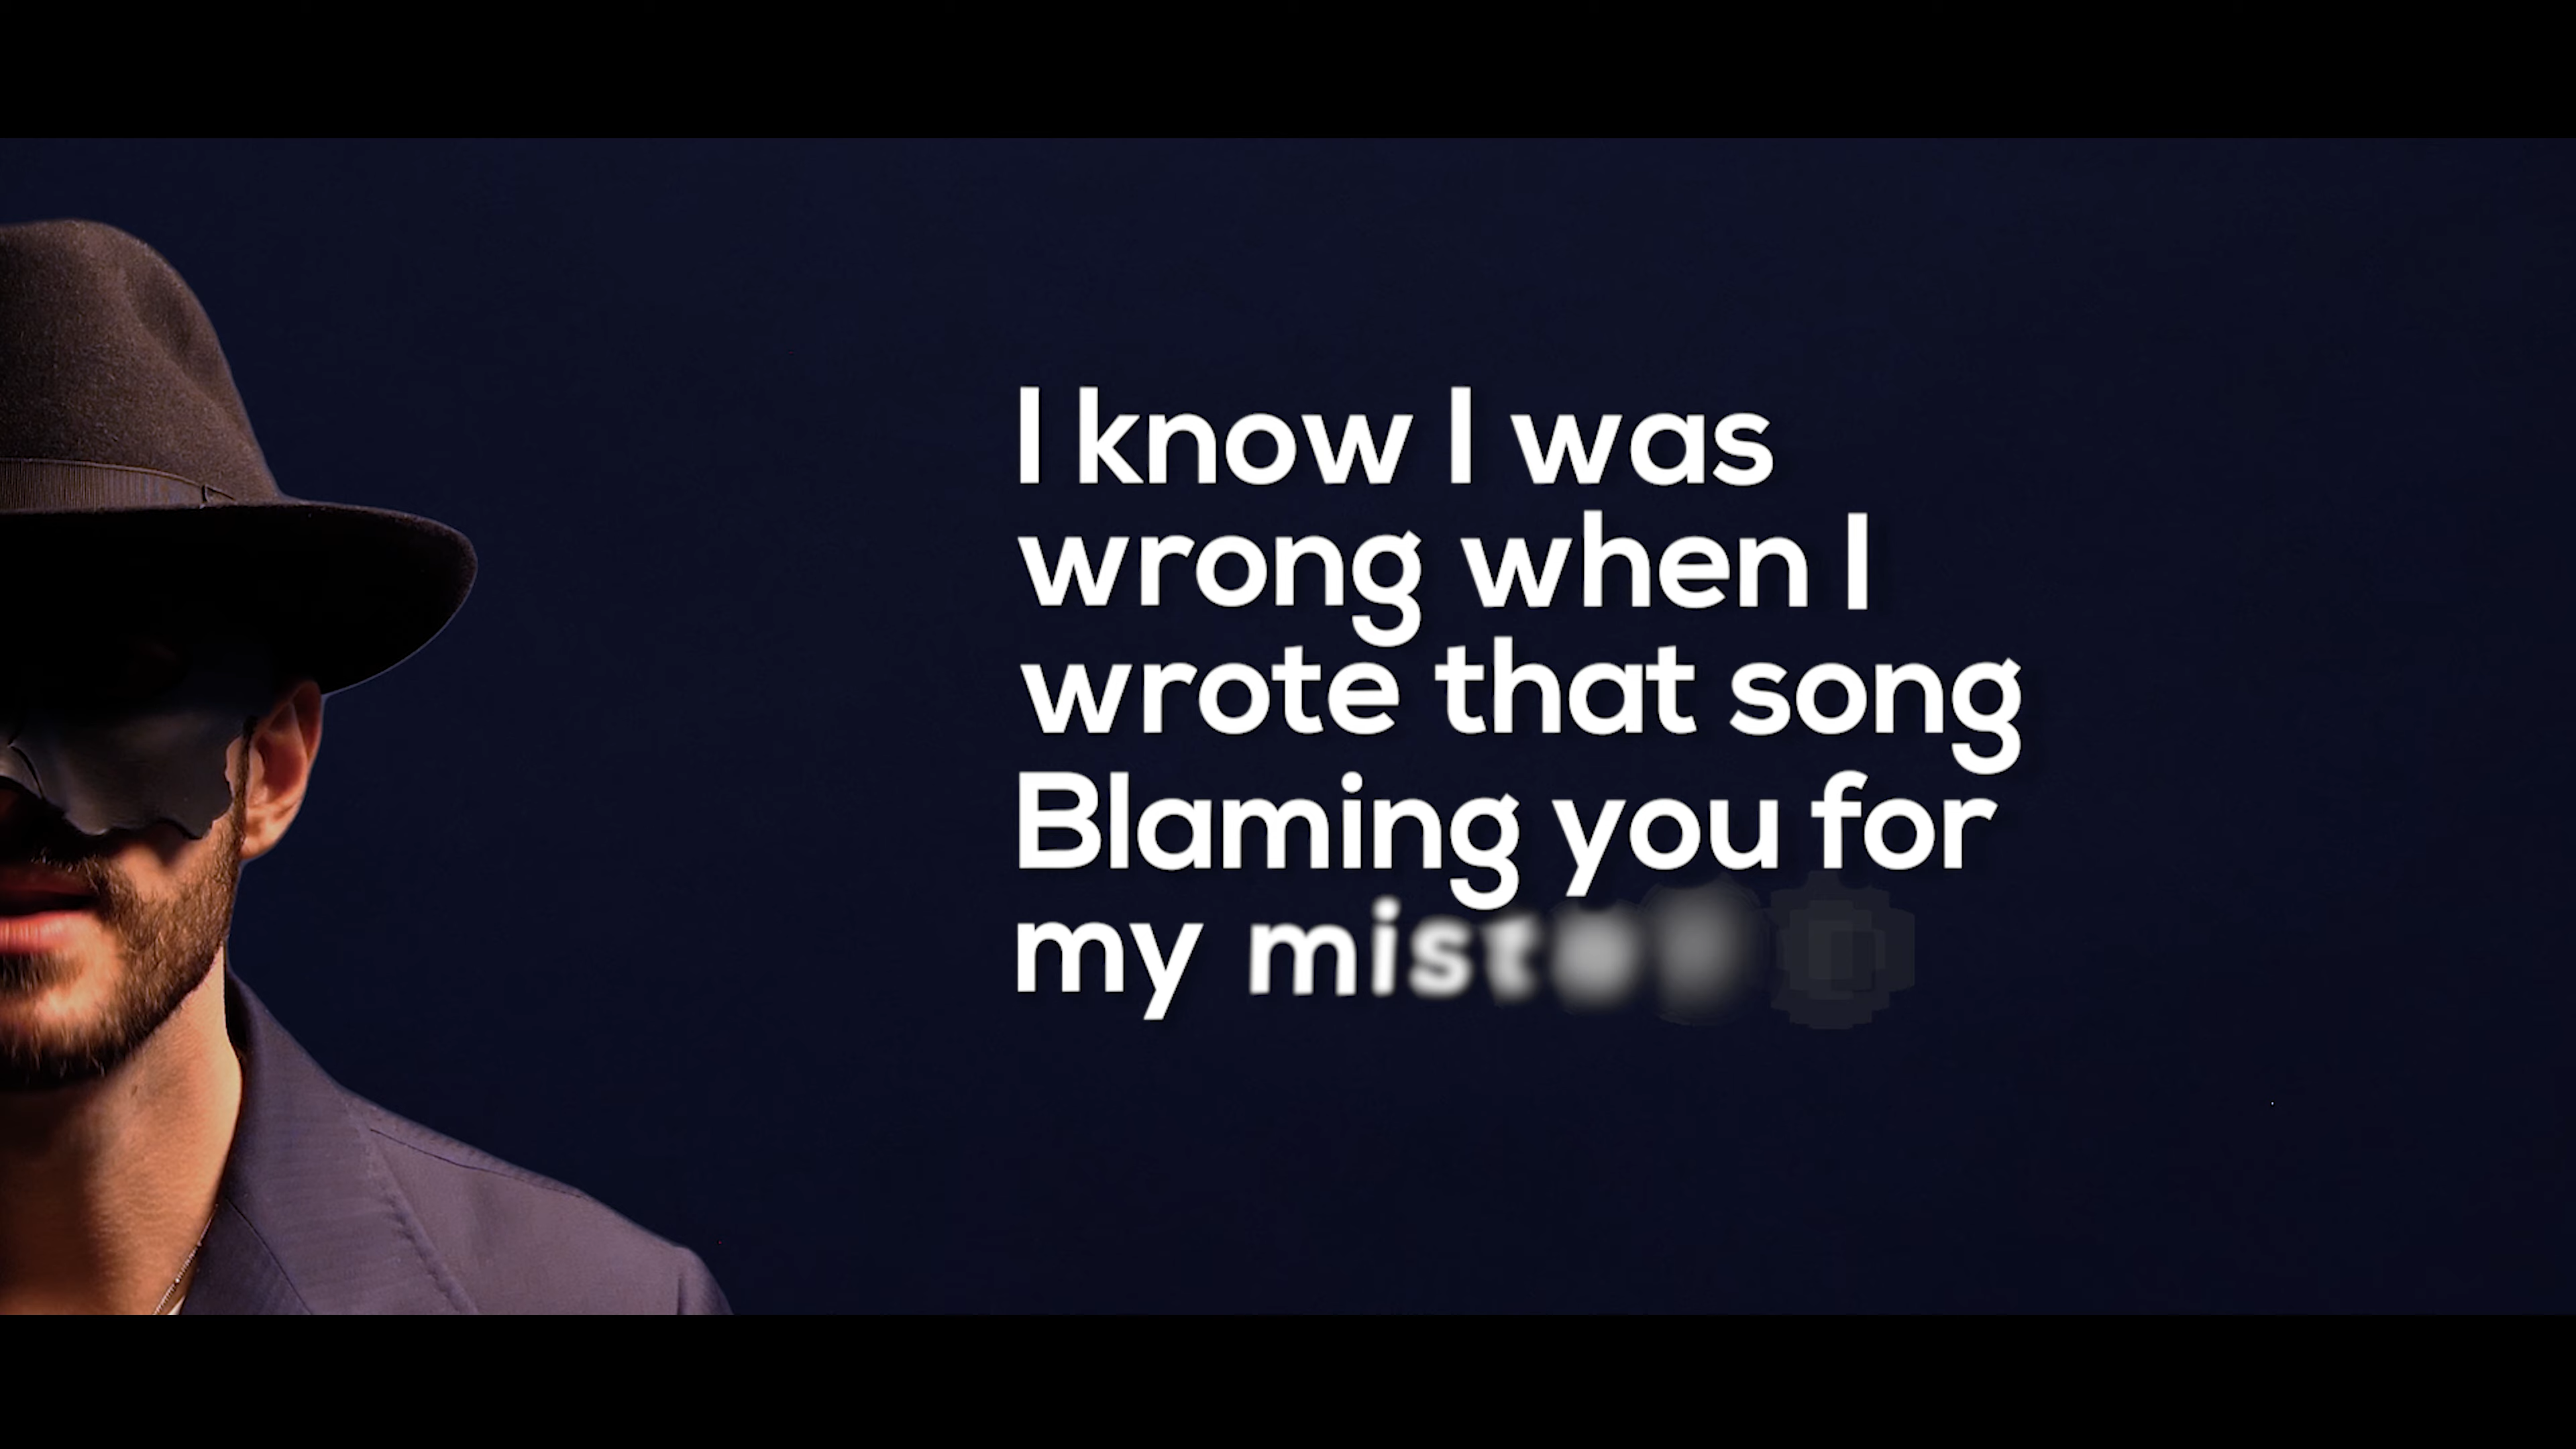 I know I was
wrong when I
wrote that song
Blaming you for
my